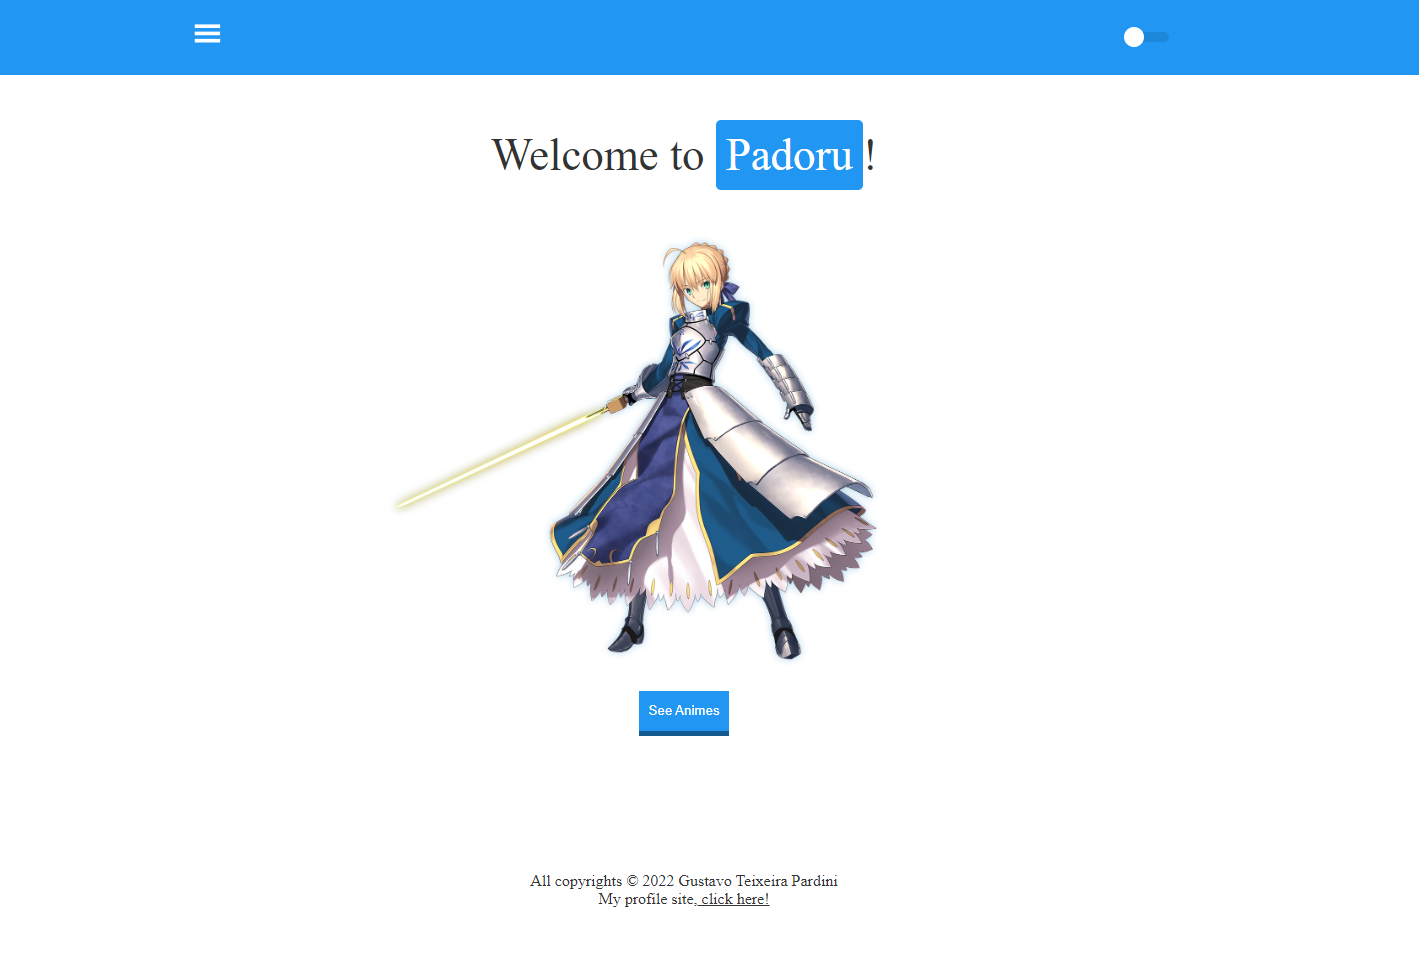 Welcome to Padoru!
See Animes
All copyrights © 2022 Gustavo Teixeira Pardini
My profile site, click here!